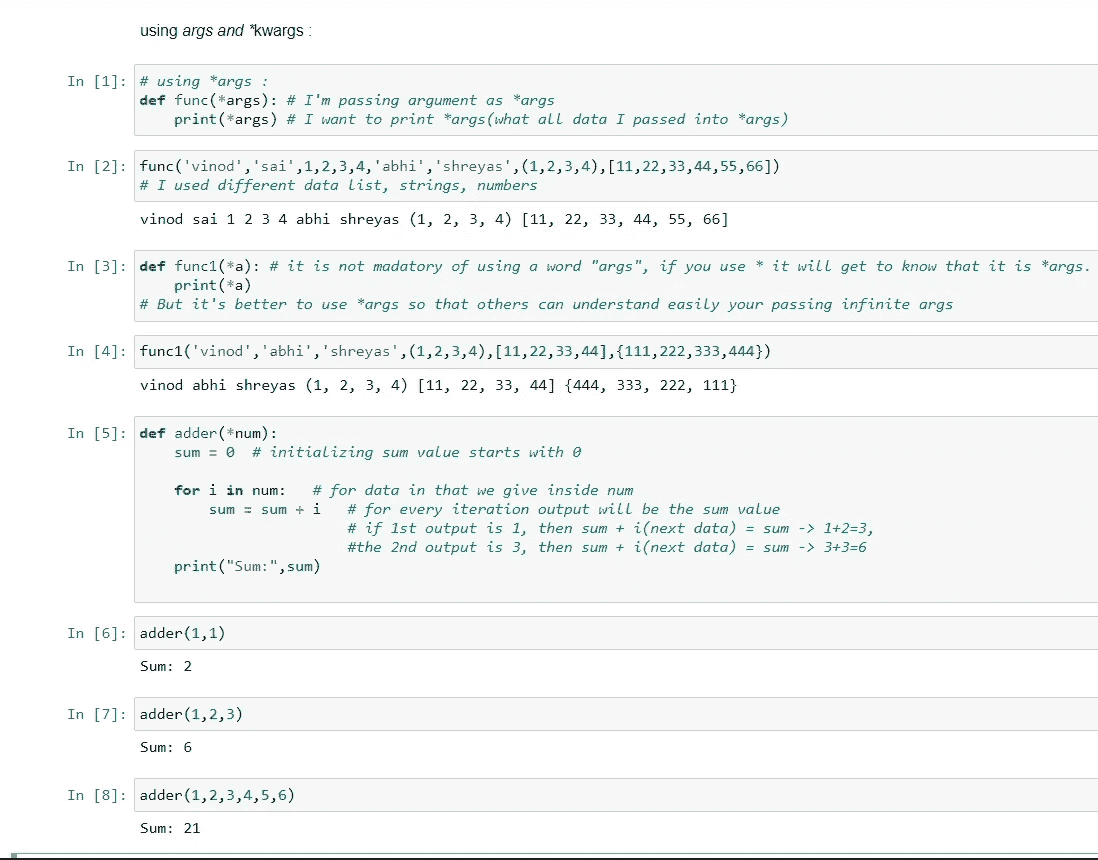 using args and *kwargs :
In [1]: # using *args :
def func(*args): # I'm passing argument as *args
    print(*args) # I want to print *args(what all data I passed into *args)
In [2]: func('vinod','sai',1,2,3,4,'abhi','shreyas',(1,2,3,4),[11,22,33,44,55,66])
# I used different data list, strings, numbers
vinod sai 1 2 3 4 abhi shreyas (1, 2, 3, 4) [11, 22, 33, 44, 55, 66]
In [3]: def func1(*a): # it is not madatory of using a word "args", if you use * it will get to know that it is *args.
    print(*a)
# But it's better to use *args so that others can understand easily your passing infinite args
In [4]: func1('vinod','abhi','shreyas',(1,2,3,4),[11,22,33,44],{111,222,333,444})
vinod abhi shreyas (1, 2, 3, 4) [11, 22, 33, 44] {444, 333, 222, 111}
In [5]: def adder(*num):
    sum = 0  # initializing sum value starts with 0
    for i in num:   # for data in that we give inside num
        sum = sum + i   # for every iteration output will be the sum value
                        # if 1st output is 1, then sum + i(next data) = sum -> 1+2=3,
                        #the 2nd output is 3, then sum + i(next data) = sum -> 3+3=6
    print("Sum:",sum)
In [6]: adder(1,1)
Sum: 2
In [7]: adder(1,2,3)
Sum: 6
In [8]: adder(1,2,3,4,5,6)
Sum: 21